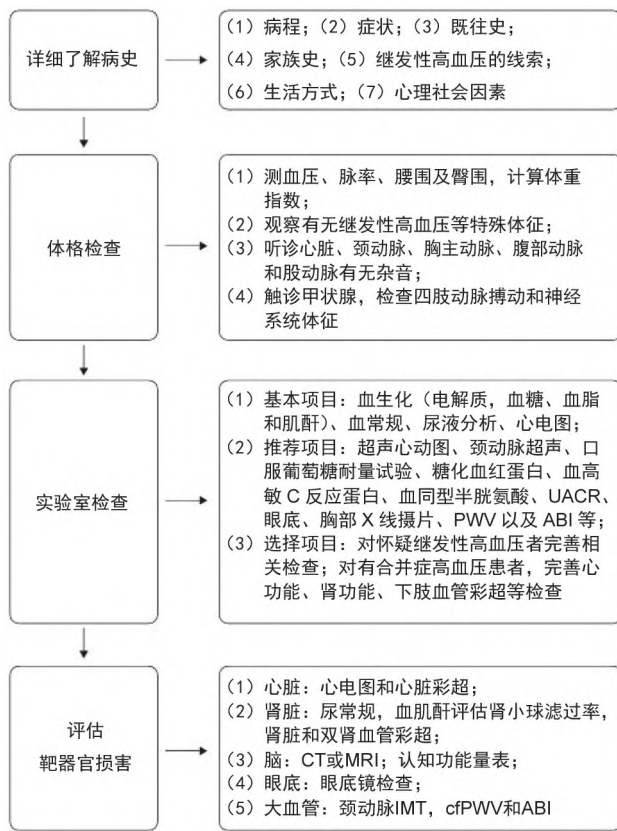 详细了解病史
（1）病程；（2）症状；（3）既往史；
（4）家族史；（5）继发性高血压的线索；
（6）生活方式；（7）心理社会因素
体格检查
（1）测血压、脉率、腰围及臀围，计算体重
指数；
（2）观察有无继发性高血压等特殊体征；
（3）听诊心脏、颈动脉、胸主动脉、腹部动脉
和股动脉有无杂音；
（4）触诊甲状腺，检查四肢动脉搏动和神经
系统体征
实验室检查
（1）基本项目：血生化（电解质，血糖、血脂
和肌酐）、血常规、尿液分析、心电图；
（2）推荐项目：超声心动图、颈动脉超声、口
服葡萄糖耐量试验、糖化血红蛋白、血高
敏 C 反应蛋白、血同型半胱氨酸、UACR、
眼底、胸部 X 线摄片、PWV 以及 ABI 等；
（3）选择项目：对怀疑继发性高血压者完善相
关检查；对有合并症高血压患者，完善心
功能、肾功能、下肢血管彩超等检查
评估
靶器官损害
（1）心脏：心电图和心脏彩超；
（2）肾脏：尿常规，血肌酐评估肾小球滤过率，
肾脏和双肾血管彩超；
（3）脑：CT或MRI；认知功能量表；
（4）眼底：眼底镜检查；
（5）大血管：颈动脉IMT，cfPWV和ABI